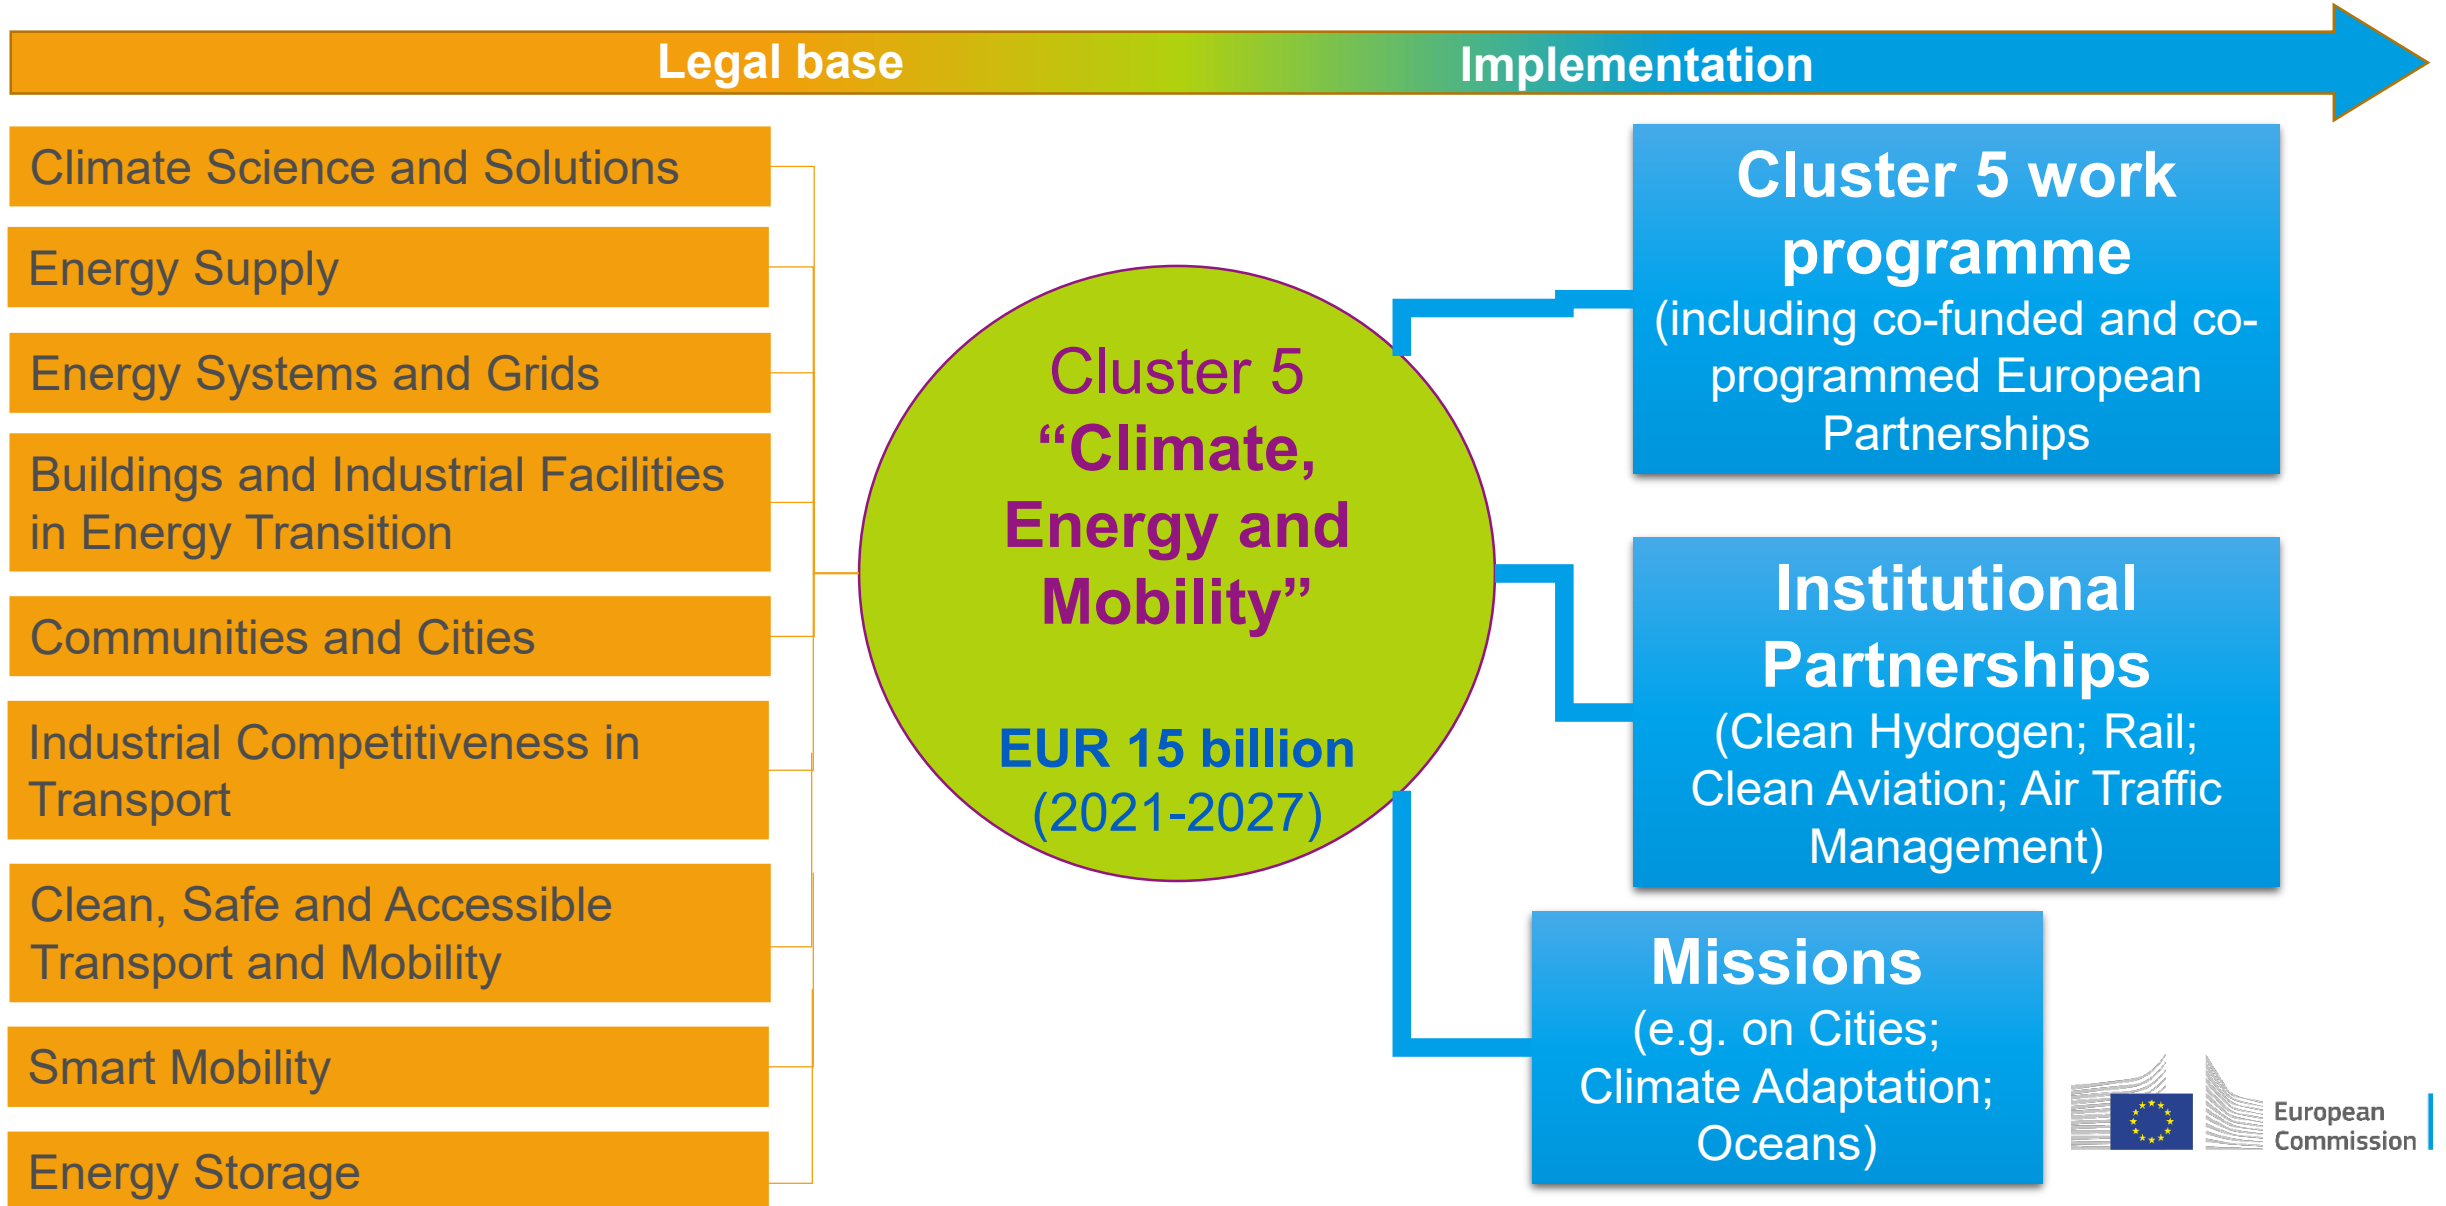 Legal base
Implementation
Climate Science and Solutions
Energy Supply
Energy Systems and Grids
Buildings and Industrial Facilities
in Energy Transition
Communities and Cities
Industrial Competitiveness in
Transport
Clean, Safe and Accessible
Transport and Mobility
Smart Mobility
Energy Storage
Cluster 5
“Climate,
Energy and
Mobility”
EUR 15 billion
(2021-2027)
Cluster 5 work
programme
(including co-funded and co-
programmed European
Partnerships
Institutional
Partnerships
(Clean Hydrogen; Rail;
Clean Aviation; Air Traffic
Management)
Missions
(e.g. on Cities;
Climate Adaptation;
Oceans)
European
Commission